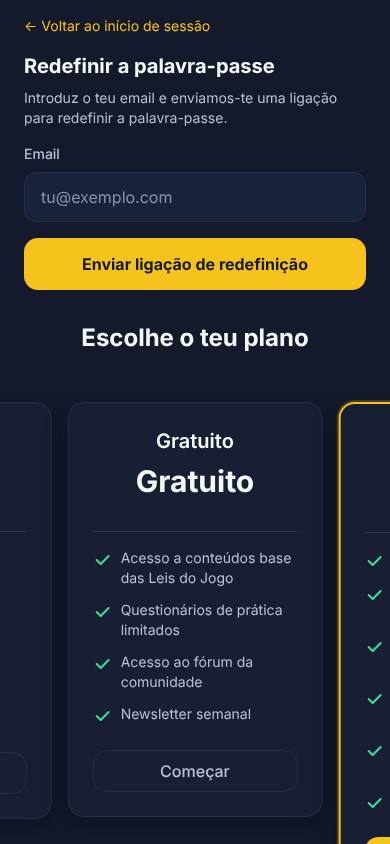 ← Voltar ao início de sessão
Redefinir a palavra-passe
Introduz o teu email e enviamos-te uma ligação
para redefinir a palavra-passe.
Email
tu@exemplo.com
Enviar ligação de redefinição
Escolhe o teu plano
Gratuito
Gratuito
Acesso a conteúdos base
das Leis do Jogo
Questionários de prática
limitados
Acesso ao fórum da
comunidade
Newsletter semanal
Começar